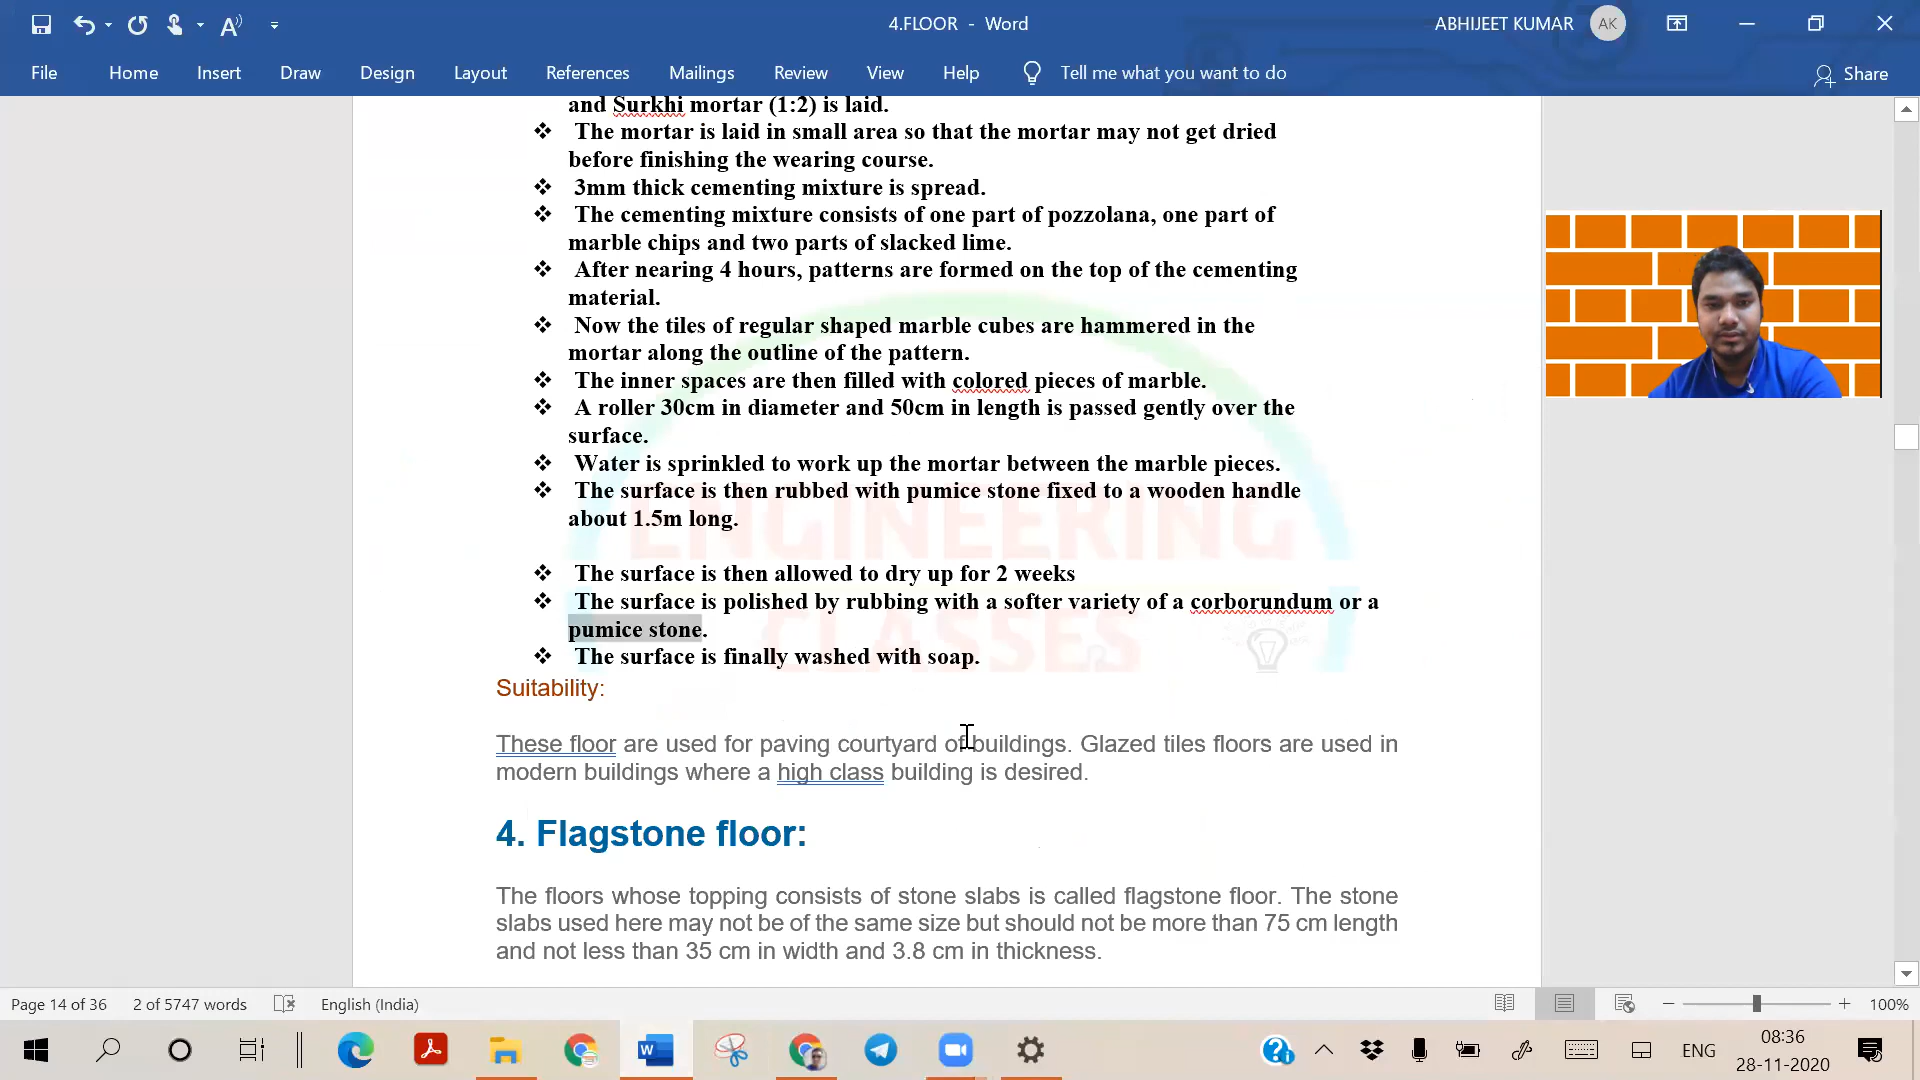 4.FLOOR - Word
ABHIJEET KUMAR
AK
File
Home
Insert
Draw
Design
Layout
References
Mailings
Review
View
Help
Tell me what you want to do
Share
and Surkhi mortar (1:2) is laid.
❖ The mortar is laid in small area so that the mortar may not get dried
before finishing the wearing course.
❖ 3mm thick cementing mixture is spread.
❖ The cementing mixture consists of one part of pozzolana, one part of
marble chips and two parts of slacked lime.
❖ After nearing 4 hours, patterns are formed on the top of the cementing
material.
❖ Now the tiles of regular shaped marble cubes are hammered in the
mortar along the outline of the pattern.
❖ The inner spaces are then filled with colored pieces of marble.
❖ A roller 30cm in diameter and 50cm in length is passed gently over the
surface.
❖ Water is sprinkled to work up the mortar between the marble pieces.
❖ The surface is then rubbed with pumice stone fixed to a wooden handle
about 1.5m long.
ENGINEERING
❖ The surface is then allowed to dry up for 2 weeks
❖ The surface is polished by rubbing with a softer variety of a corborundum or a
pumice stone.
CLASSES
❖ The surface is finally washed with soap.
Suitability:
These floor are used for paving courtyard of buildings. Glazed tiles floors are used in
modern buildings where a high class building is desired.
4. Flagstone floor:
The floors whose topping consists of stone slabs is called flagstone floor. The stone
slabs used here may not be of the same size but should not be more than 75 cm length
and not less than 35 cm in width and 3.8 cm in thickness.
Page 14 of 36
2 of 5747 words
English (India)
100%
ENG
08:36
28-11-2020